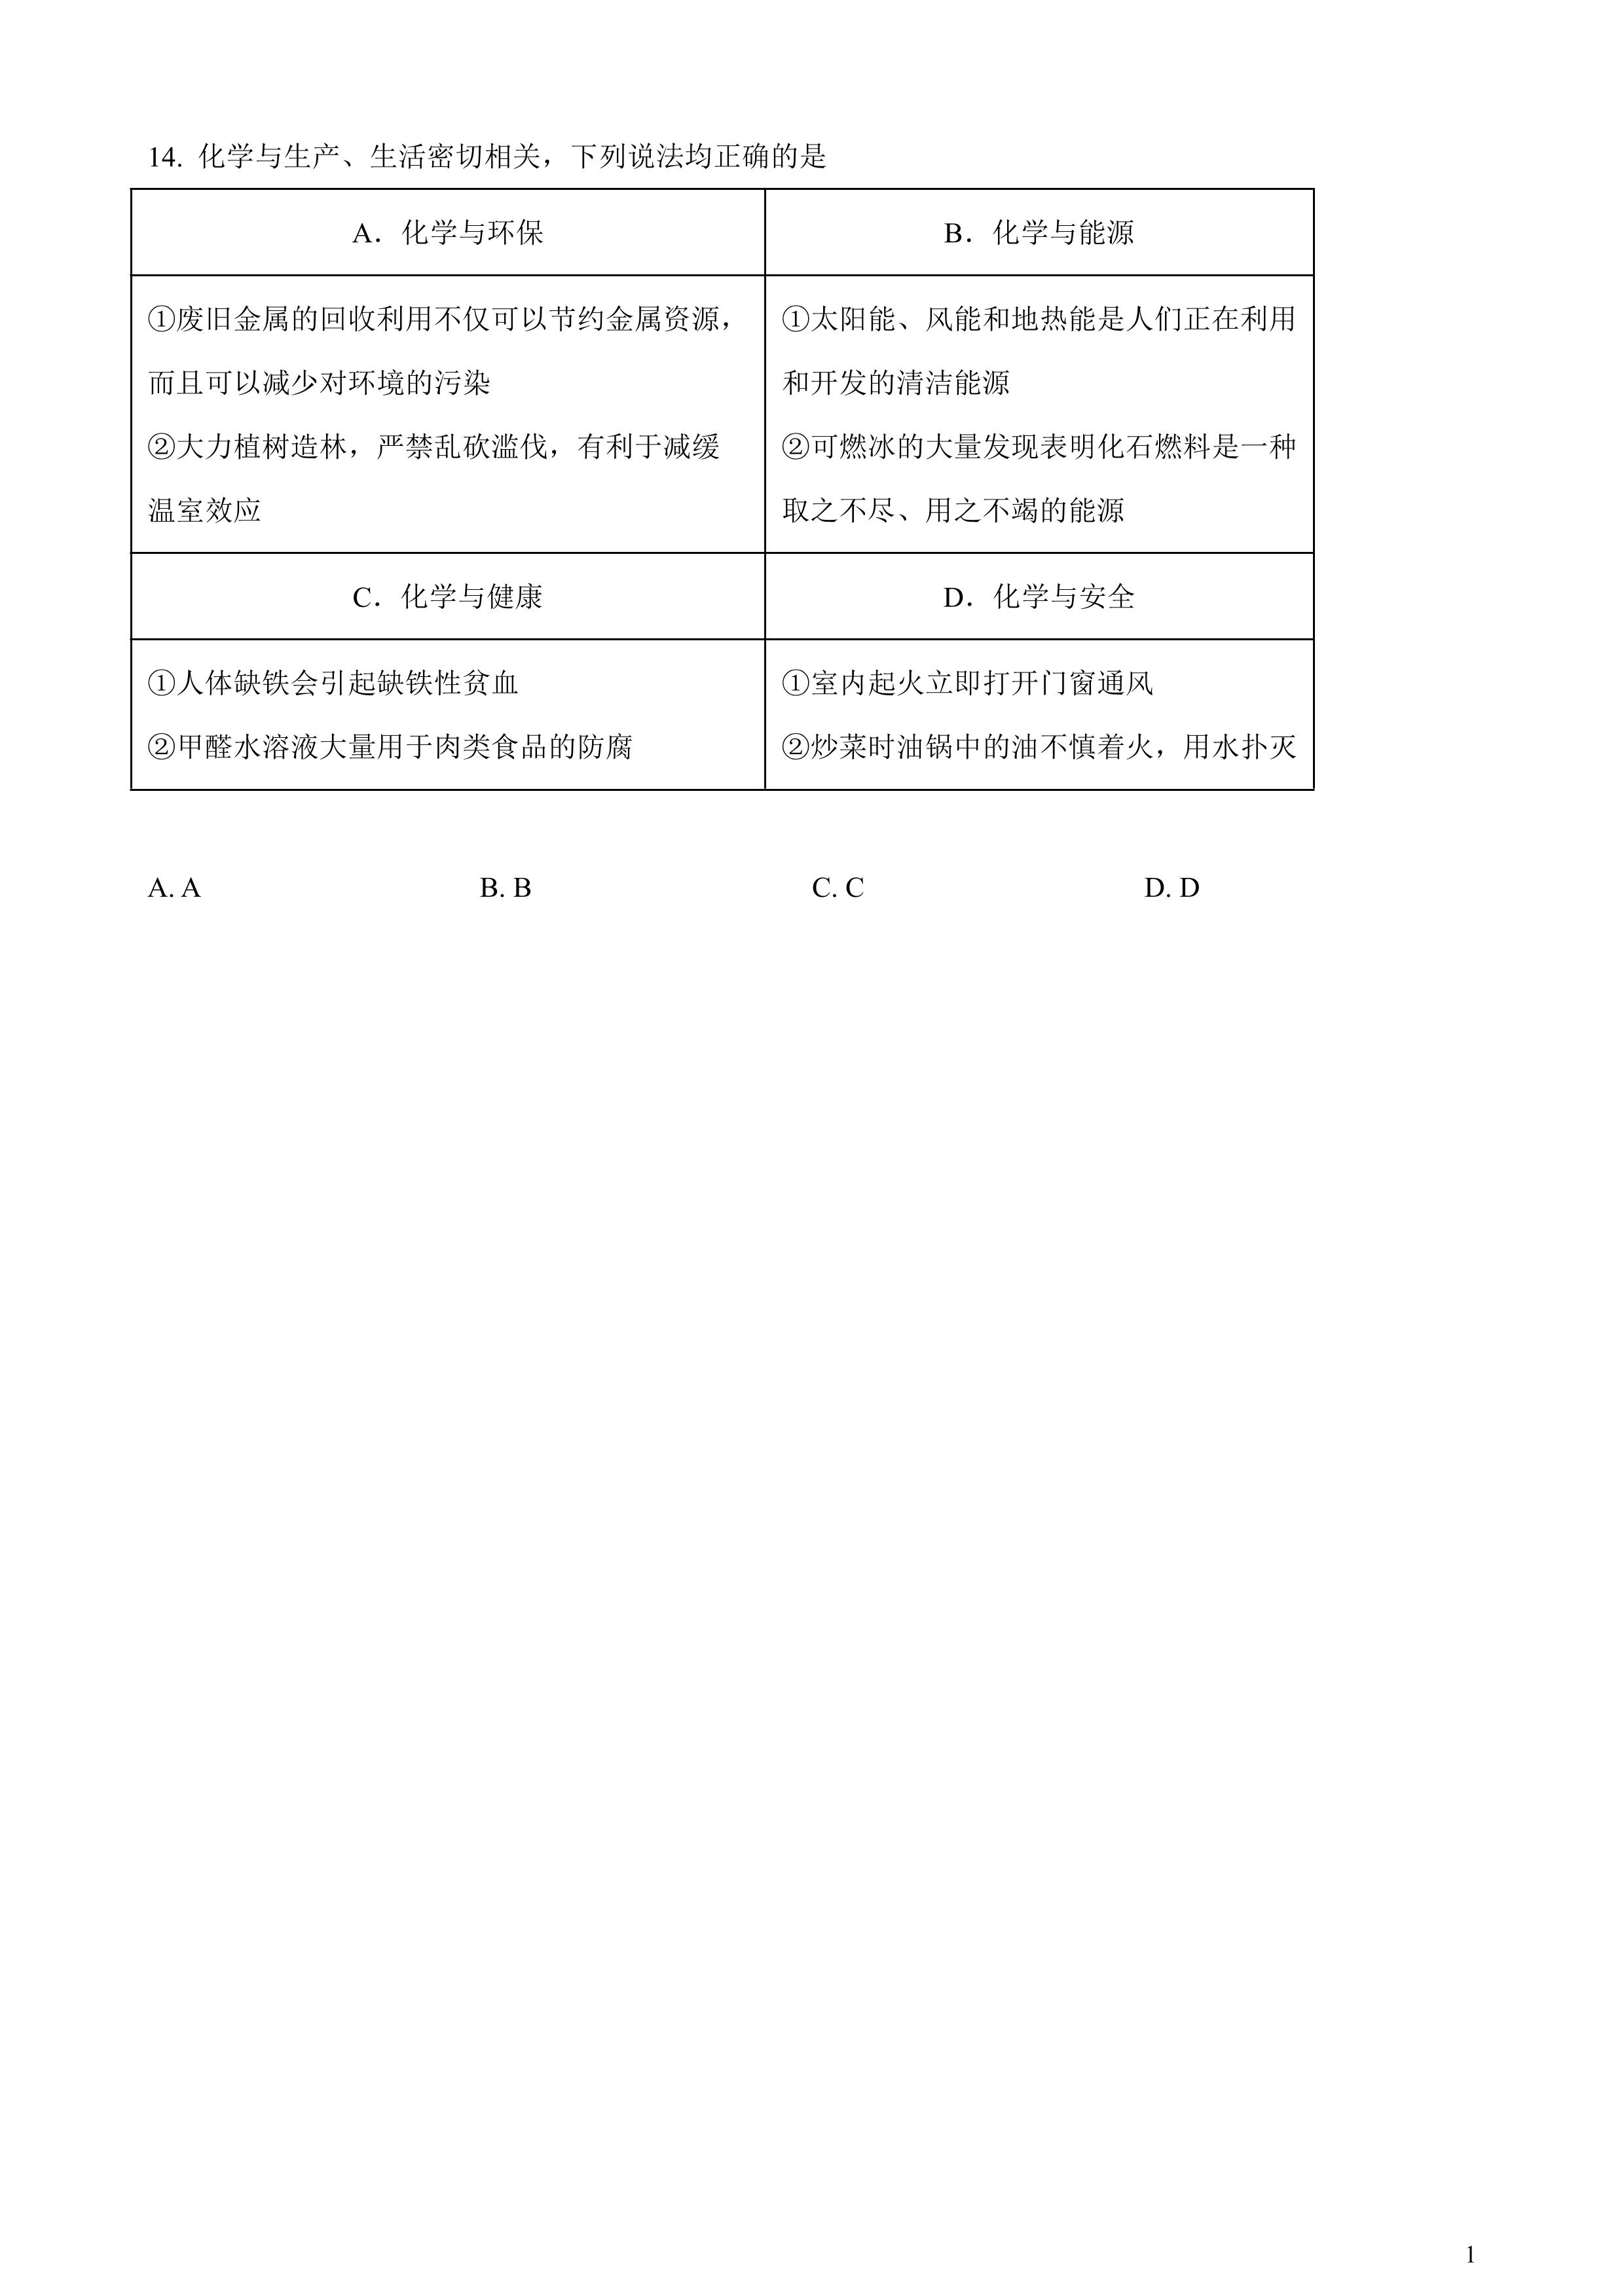 14. 化学与生产、生活密切相关，下列说法均正确的是
A．化学与环保
B．化学与能源
①废旧金属的回收利用不仅可以节约金属资源，
而且可以减少对环境的污染
②大力植树造林，严禁乱砍滥伐，有利于减缓
温室效应
①太阳能、风能和地热能是人们正在利用
和开发的清洁能源
②可燃冰的大量发现表明化石燃料是一种
取之不尽、用之不竭的能源
C．化学与健康
D．化学与安全
①人体缺铁会引起缺铁性贫血
②甲醛水溶液大量用于肉类食品的防腐
①室内起火立即打开门窗通风
②炒菜时油锅中的油不慎着火，用水扑灭
A. A
B. B
C. C
D. D
1